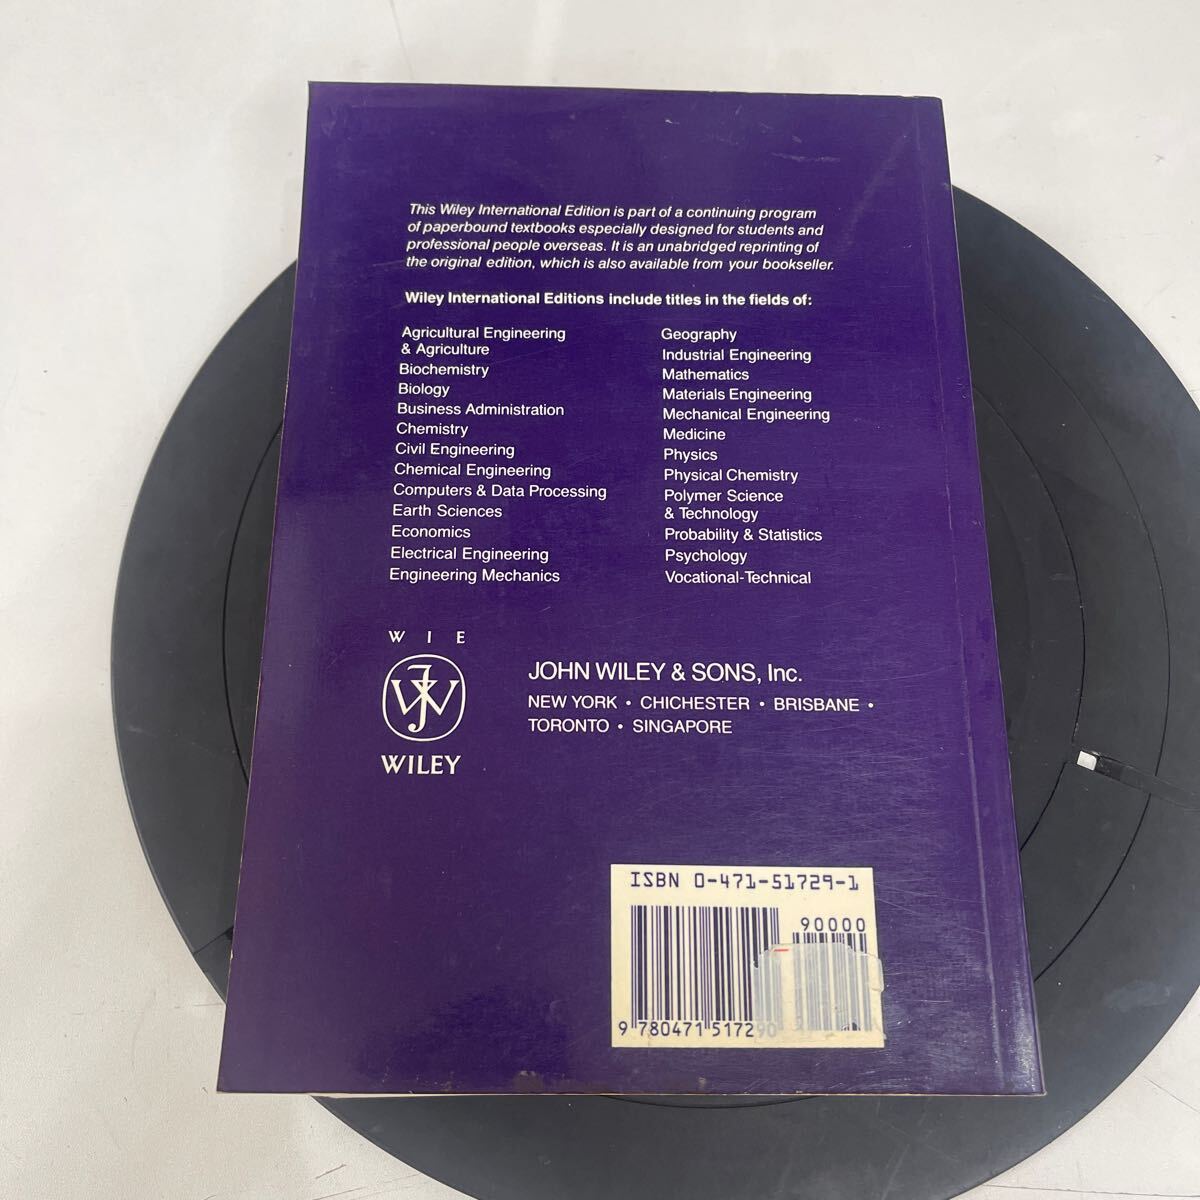 This Wiley International Edition is part of a continuing program
of paperbound textbooks especially designed for students and
professional people overseas. It is an unabridged reprinting of
the original edition, which is also available from your bookseller.
Wiley International Editions include titles in the fields of:
Agricultural Engineering
& Agriculture
Biochemistry
Biology
Business Administration
Chemistry
Civil Engineering
Chemical Engineering
Computers & Data Processing
Earth Sciences
Economics
Electrical Engineering
Engineering Mechanics
Geography
Industrial Engineering
Mathematics
Materials Engineering
Mechanical Engineering
Medicine
Physics
Physical Chemistry
Polymer Science
& Technology
Probability & Statistics
Psychology
Vocational-Technical
W I E
JW
WILEY
JOHN WILEY & SONS, Inc.
NEW YORK • CHICHESTER • BRISBANE •
TORONTO • SINGAPORE
ISBN 0-471-51729-1
90000
9 780471 517290